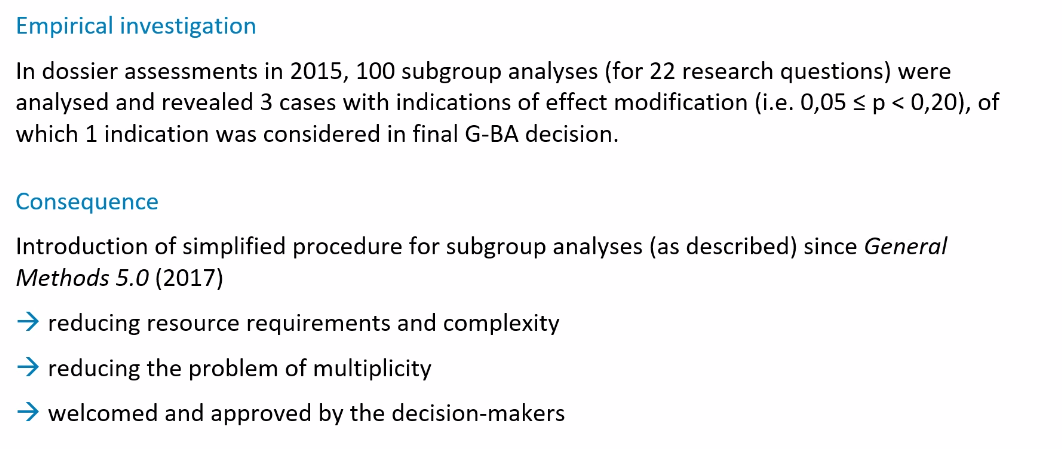 Empirical investigation
In dossier assessments in 2015, 100 subgroup analyses (for 22 research questions) were
analysed and revealed 3 cases with indications of effect modification (i.e. 0,05 ≤ p < 0,20), of
which 1 indication was considered in final G-BA decision.
Consequence
Introduction of simplified procedure for subgroup analyses (as described) since General
Methods 5.0 (2017)
→ reducing resource requirements and complexity
→ reducing the problem of multiplicity
→ welcomed and approved by the decision-makers